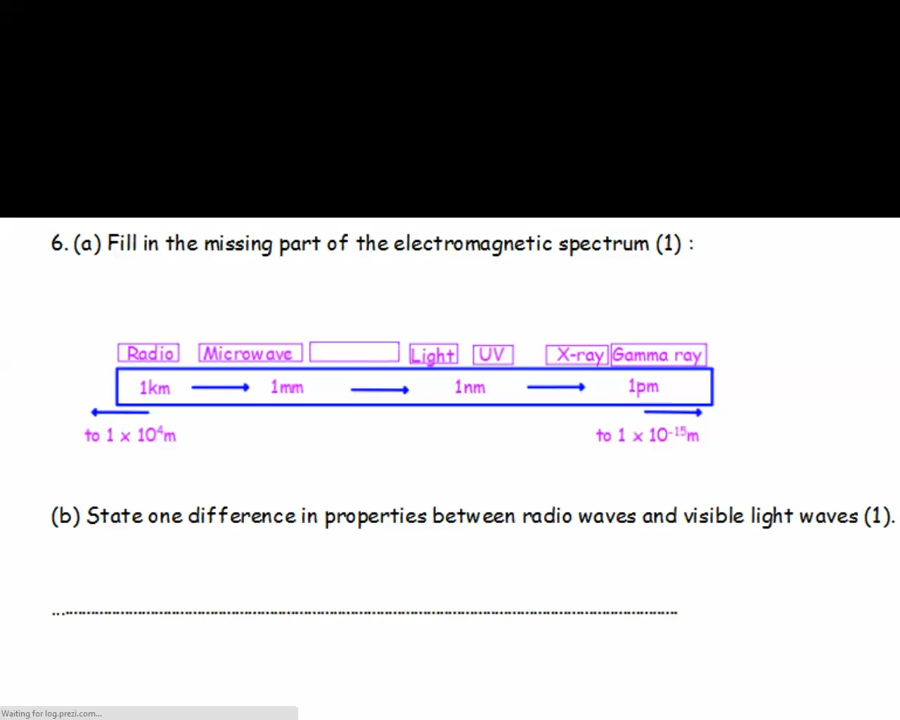 6. (a) Fill in the missing part of the electromagnetic spectrum (1) :
Radio Microwave Light UV X-ray Gamma ray
1km 1mm 1nm 1pm
to 1 x 10⁴m to 1 x 10⁻¹⁵m
(b) State one difference in properties between radio waves and visible light waves (1).
Waiting for log.prezi.com...